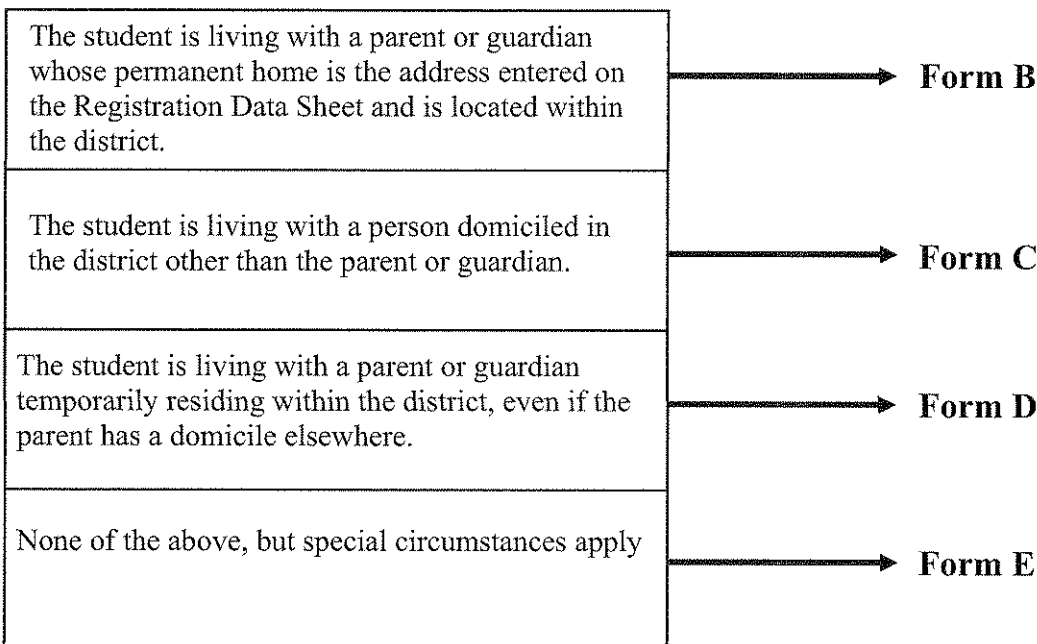 The student is living with a parent or guardian
whose permanent home is the address entered on
the Registration Data Sheet and is located within
the district.
Form B
The student is living with a person domiciled in
the district other than the parent or guardian.
Form C
The student is living with a parent or guardian
temporarily residing within the district, even if the
parent has a domicile elsewhere.
Form D
None of the above, but special circumstances apply
Form E